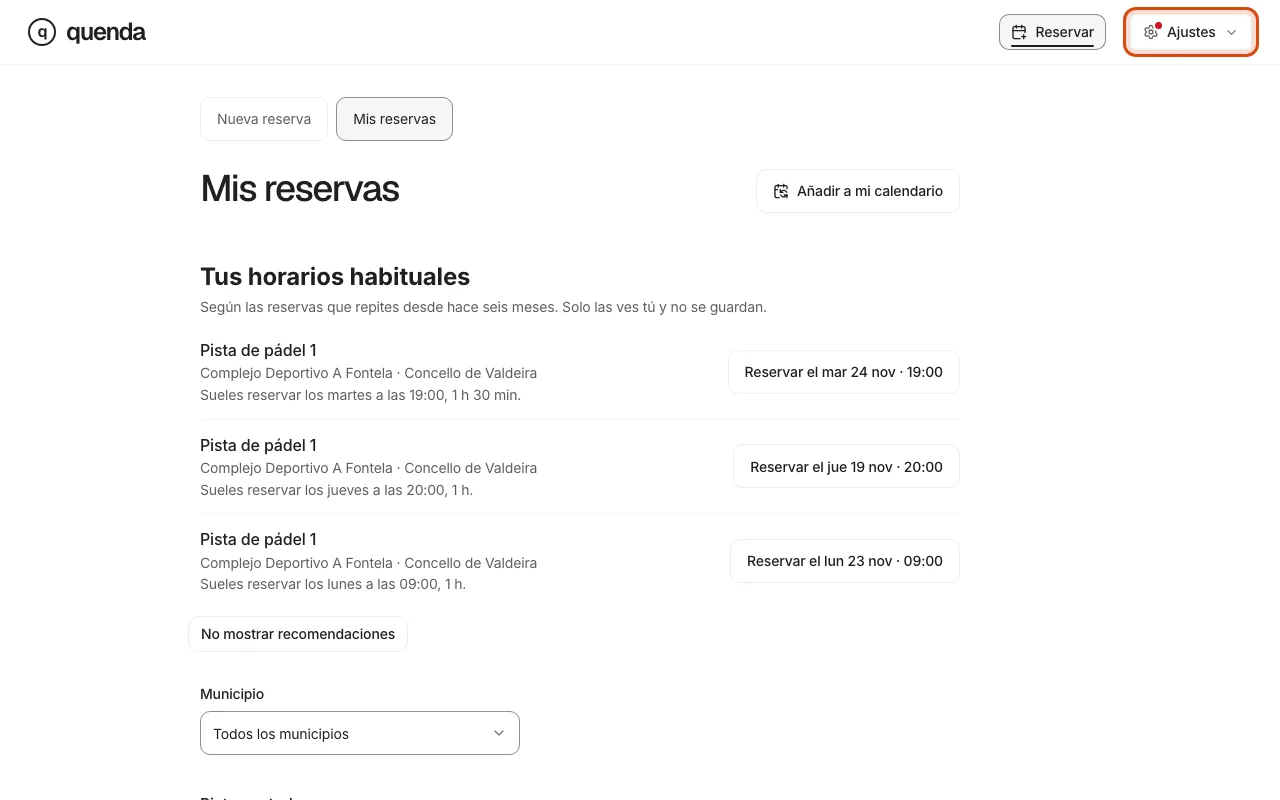 q quenda
Reservar
Ajustes
Nueva reserva
Mis reservas
Mis reservas
Añadir a mi calendario
Tus horarios habituales
Según las reservas que repites desde hace seis meses. Solo las ves tú y no se guardan.
Pista de pádel 1
Complejo Deportivo A Fontela · Concello de Valdeira
Sueles reservar los martes a las 19:00, 1 h 30 min.
Reservar el mar 24 nov · 19:00
Pista de pádel 1
Complejo Deportivo A Fontela · Concello de Valdeira
Sueles reservar los jueves a las 20:00, 1 h.
Reservar el jue 19 nov · 20:00
Pista de pádel 1
Complejo Deportivo A Fontela · Concello de Valdeira
Sueles reservar los lunes a las 09:00, 1 h.
Reservar el lun 23 nov · 09:00
No mostrar recomendaciones
Municipio
Todos los municipios